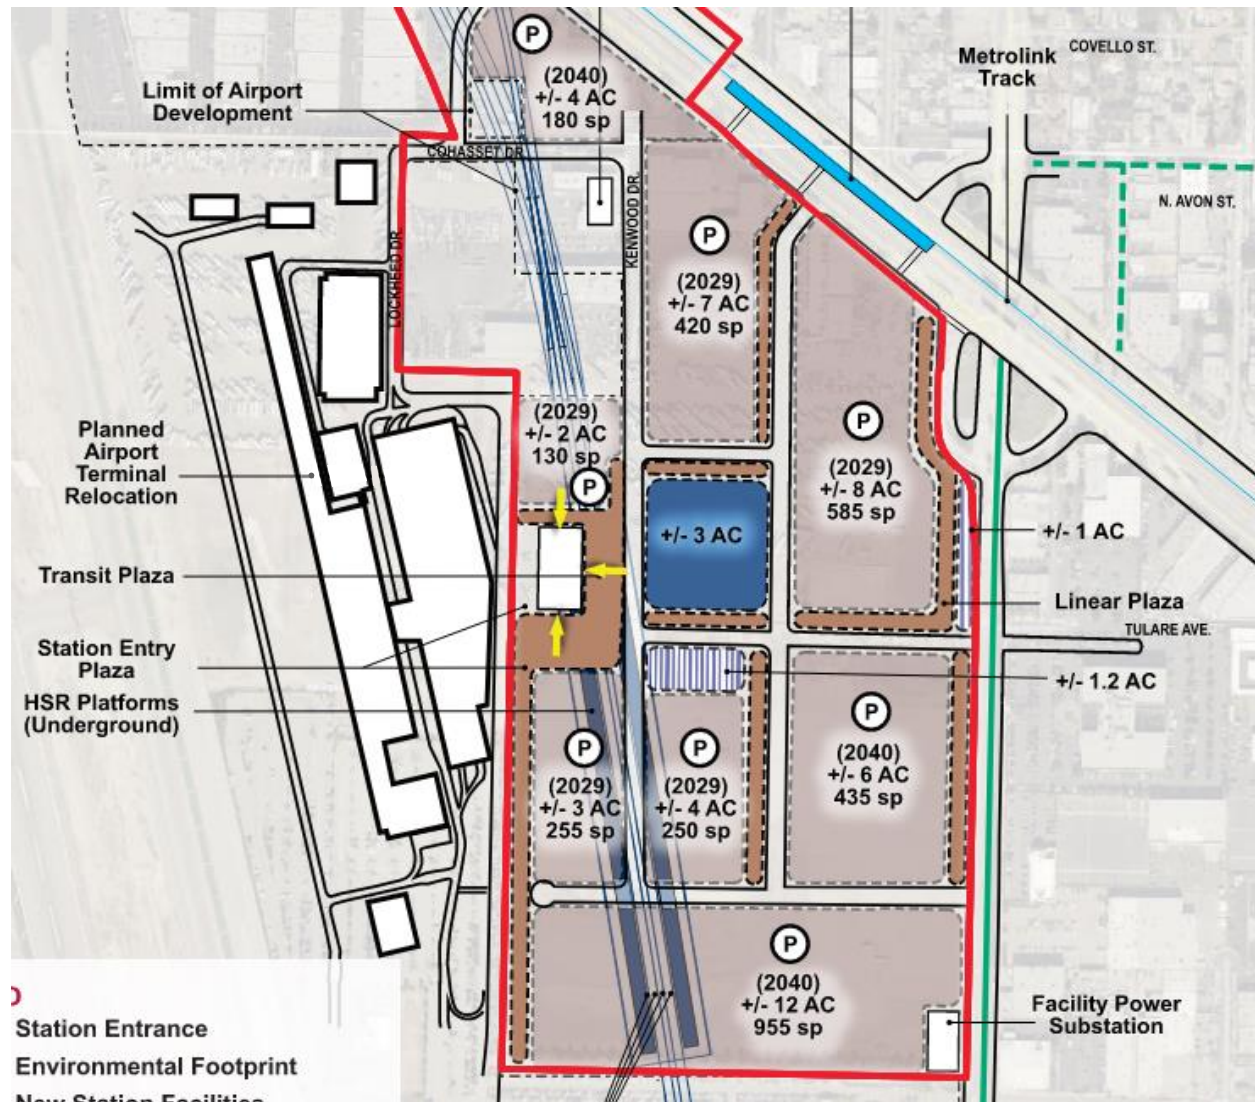 P
(2040)
+/- 4 AC
180 sp
Metrolink
Track
COVELLO ST.
Limit of Airport
Development
COHASSET DR.
KENWOOD DR.
N. AVON ST.
LOCKHEED DR.
P
(2029)
+/- 7 AC
420 sp
(2029)
+/- 2 AC
130 sp
P
P
(2029)
+/- 8 AC
585 sp
Planned
Airport
Terminal
Relocation
+/- 3 AC
+/- 1 AC
Transit Plaza
Linear Plaza
TULARE AVE.
Station Entry
Plaza
+/- 1.2 AC
HSR Platforms
(Underground)
P
(2029)
+/- 3 AC
255 sp
P
(2029)
+/- 4 AC
250 sp
P
(2040)
+/- 6 AC
435 sp
P
(2040)
+/- 12 AC
955 sp
Facility Power
Substation
Station Entrance
Environmental Footprint
New Station Facilities